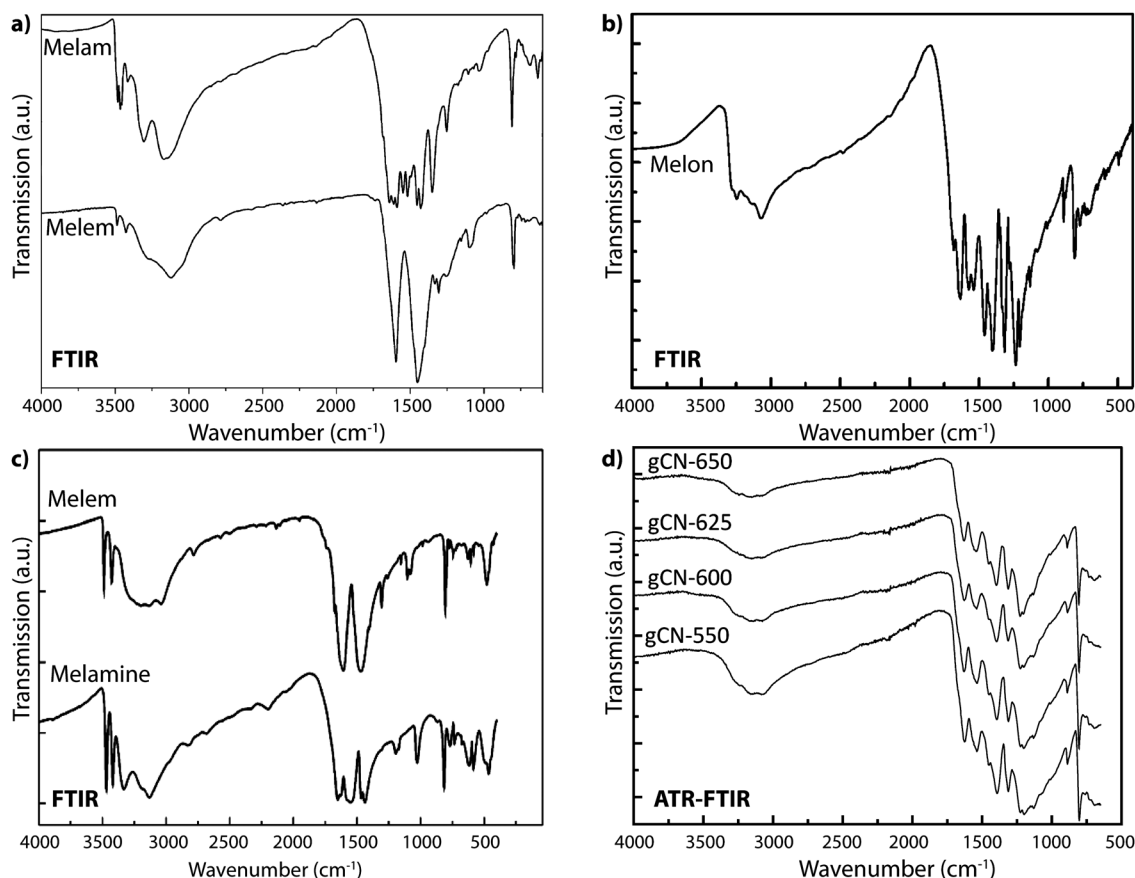 a)
Melam
Melem
FTIR
Transmission (a.u.)
4000 3500 3000 2500 2000 1500 1000
Wavenumber (cm⁻¹)
b)
Melon
FTIR
Transmission (a.u.)
4000 3500 3000 2500 2000 1500 1000 500
Wavenumber (cm⁻¹)
c)
Melem
Melamine
FTIR
Transmission (a.u.)
4000 3500 3000 2500 2000 1500 1000 500
Wavenumber (cm⁻¹)
d)
gCN-650
gCN-625
gCN-600
gCN-550
ATR-FTIR
Transmission (a.u.)
4000 3500 3000 2500 2000 1500 1000 500
Wavenumber (cm⁻¹)